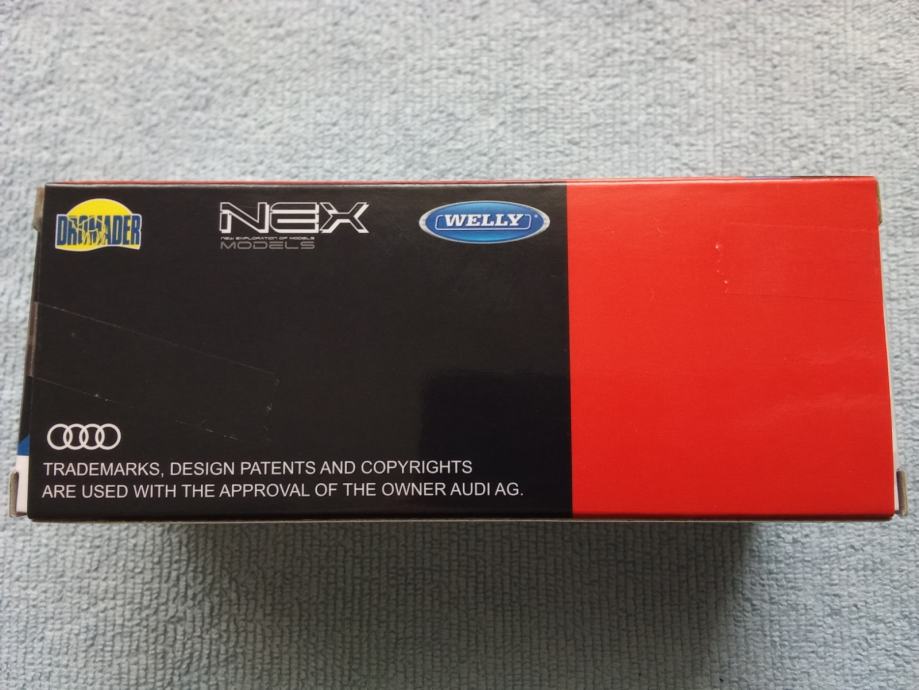 DROMADER
NEX
NEW EXPLORATION OF MODELS
MODELS
WELLY
TRADEMARKS, DESIGN PATENTS AND COPYRIGHTS
ARE USED WITH THE APPROVAL OF THE OWNER AUDI AG.